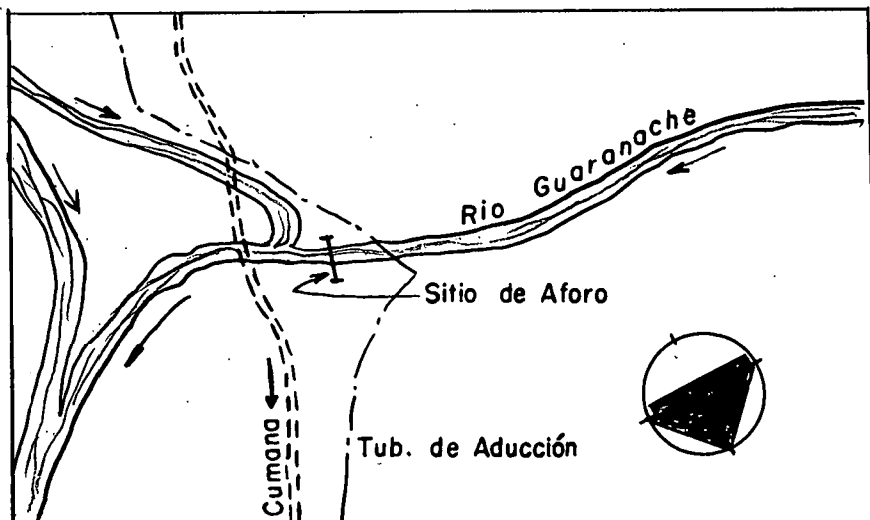 Rio Guaranache
Sitio de Aforo
Tub. de Aducción
Cumana